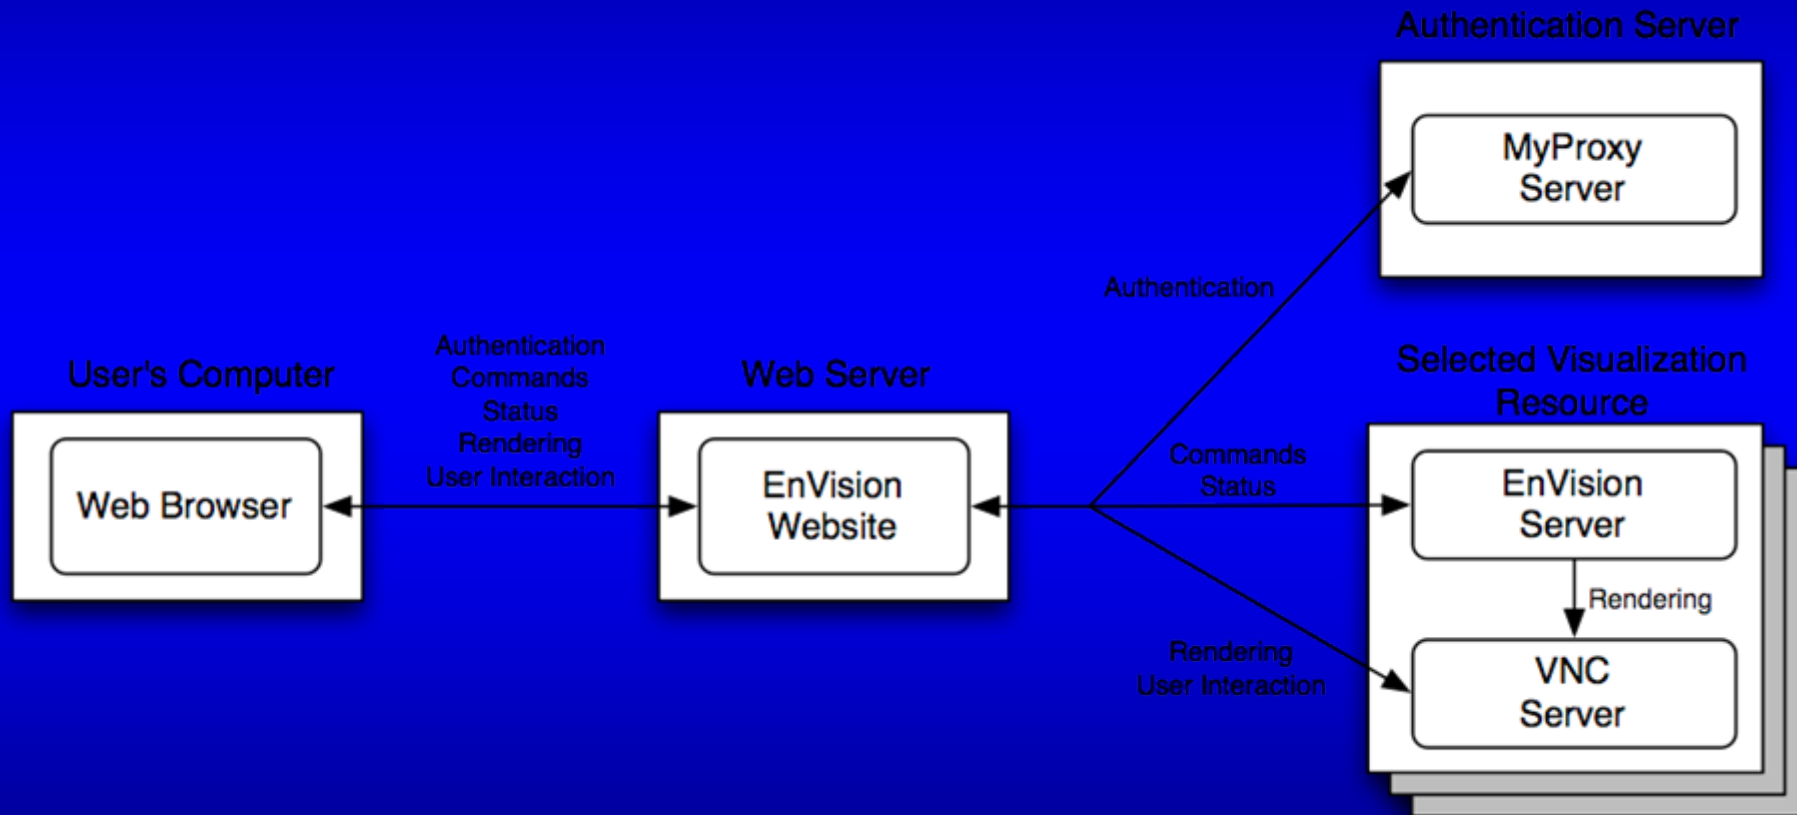 Authentication Server
MyProxy
Server
Authentication
User's Computer
Web Browser
Authentication
Commands
Status
Rendering
User Interaction
Web Server
EnVision
Website
Commands
Status
Rendering
User Interaction
Selected Visualization
Resource
EnVision
Server
Rendering
VNC
Server